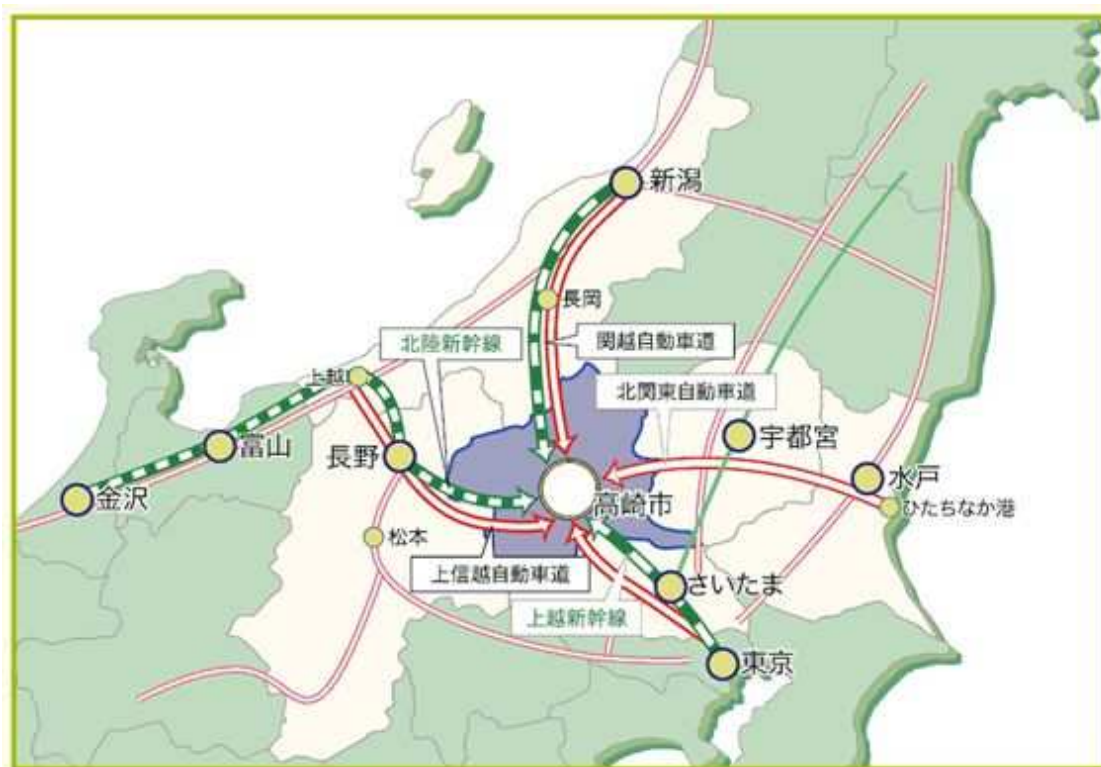 新潟
長岡
北陸新幹線
関越自動車道
上越
北関東自動車道
富山
長野
宇都宮
金沢
水戸
高崎市
ひたちなか港
松本
上信越自動車道
さいたま
上越新幹線
東京